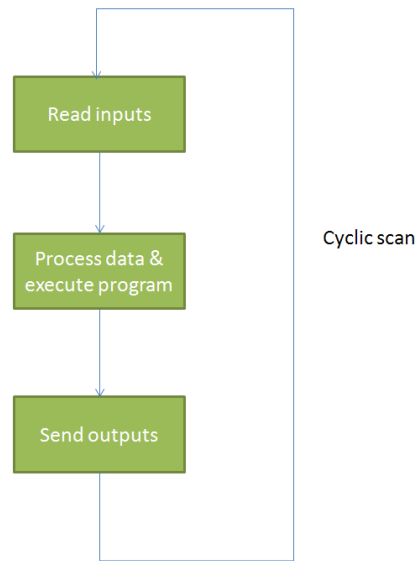 Read inputs
Process data &
execute program
Send outputs
Cyclic scan